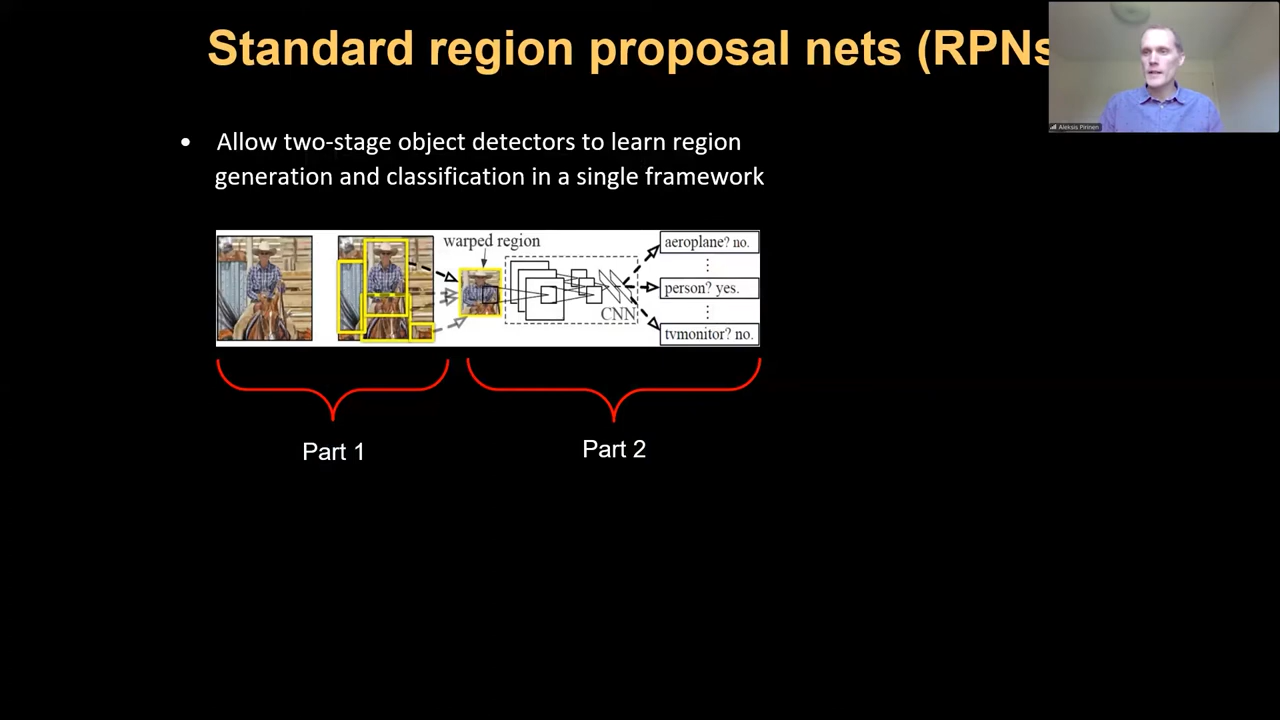 Standard region proposal nets (RPNs
Aleksis Pirinen
• Allow two-stage object detectors to learn region
generation and classification in a single framework
warped region
aeroplane? no.
person? yes.
CNN
tvmonitor? no.
Part 1
Part 2